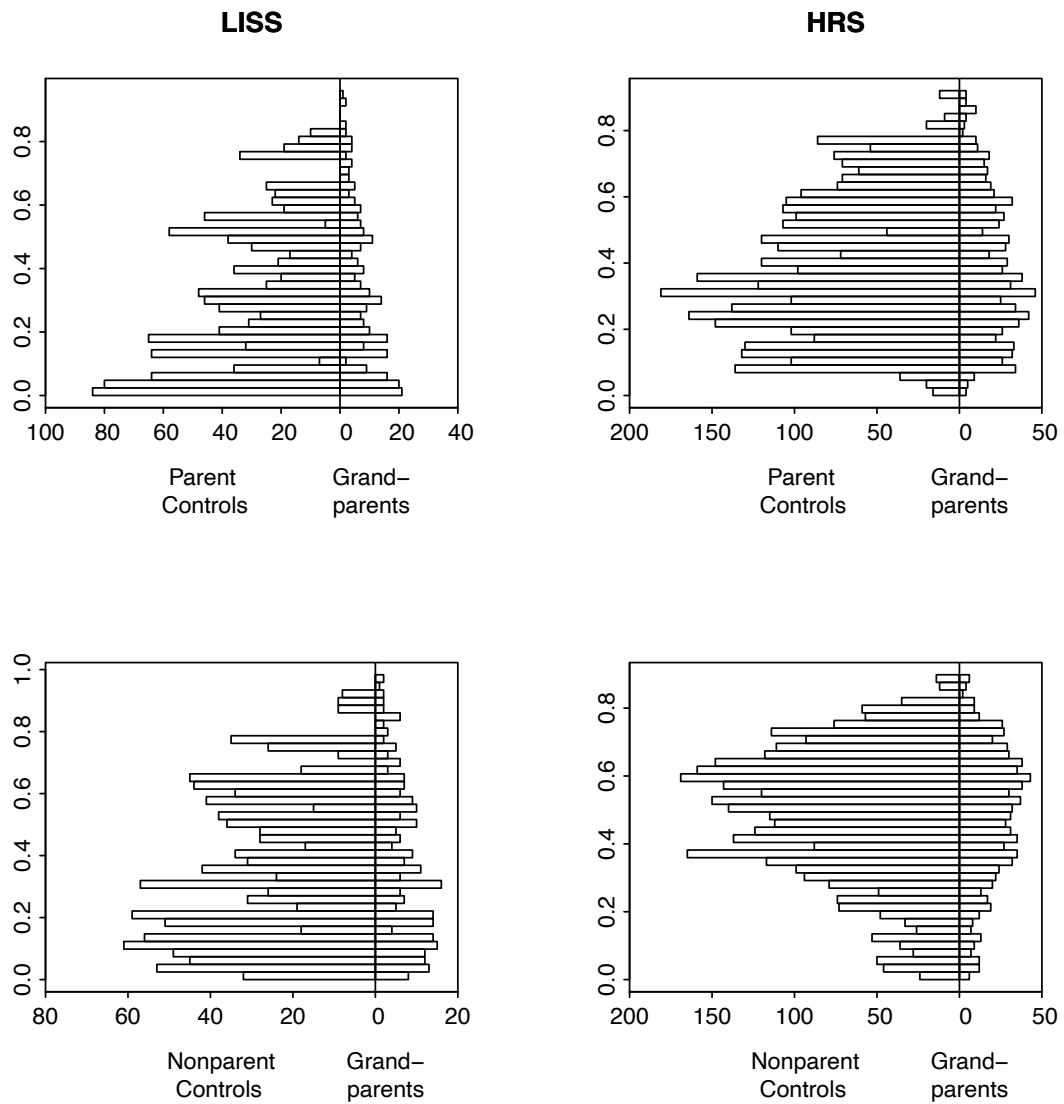 LISS
HRS
0.0 0.2 0.4 0.6 0.8
100 80 60 40 20 0 20 40
Parent Controls
Grand–
parents
0.0 0.2 0.4 0.6 0.8
200 150 100 50 0 50
Parent Controls
Grand–
parents
0.0 0.2 0.4 0.6 0.8 1.0
80 60 40 20 0 20
Nonparent Controls
Grand–
parents
0.0 0.2 0.4 0.6 0.8
200 150 100 50 0 50
Nonparent Controls
Grand–
parents